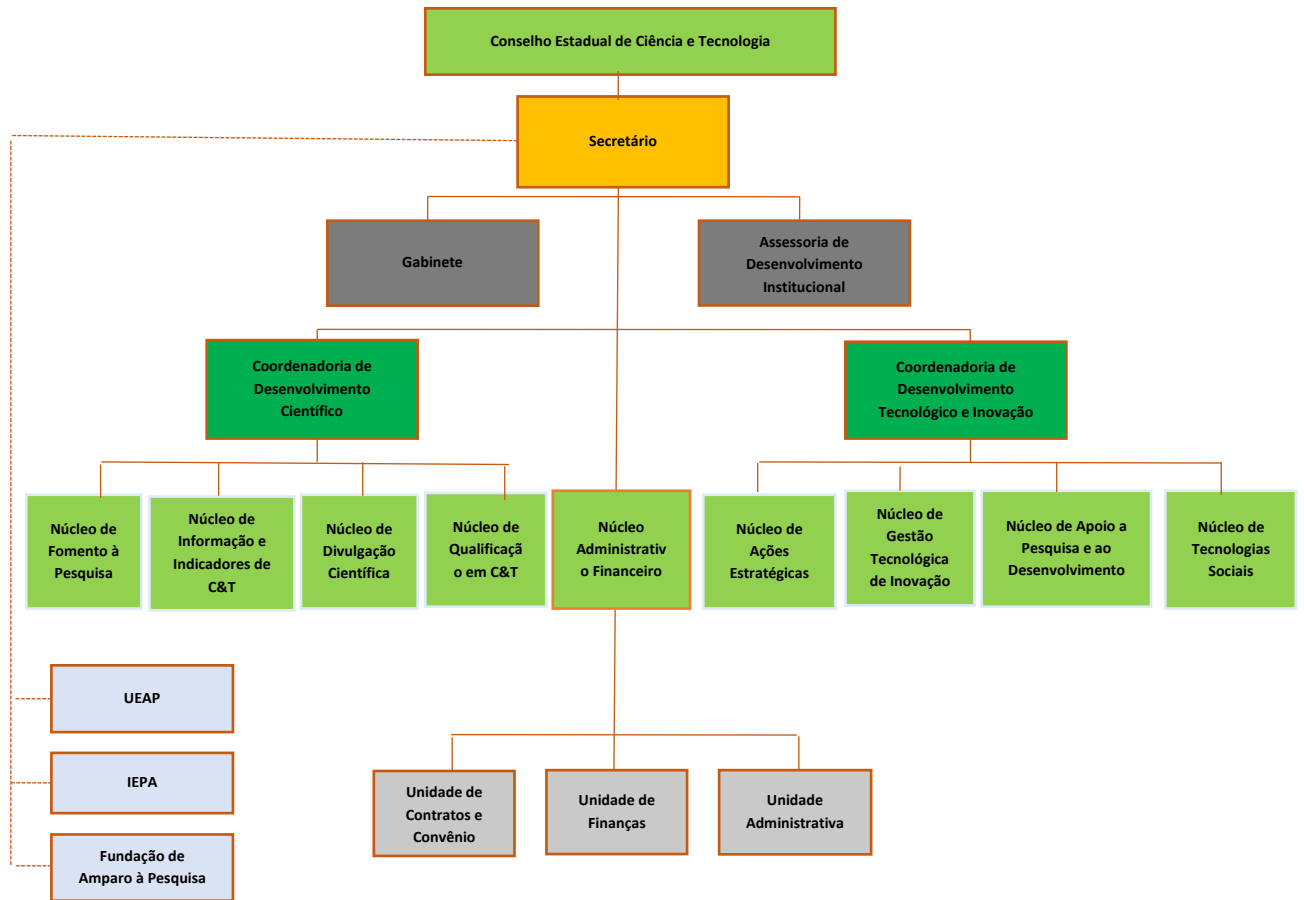 Conselho Estadual de Ciência e Tecnologia
Secretário
Gabinete
Assessoria de
Desenvolvimento
Institucional
Coordenadoria de
Desenvolvimento
Científico
Coordenadoria de
Desenvolvimento
Tecnológico e Inovação
Núcleo de
Fomento à
Pesquisa
Núcleo de
Informação e
Indicadores de
C&T
Núcleo de
Divulgação
Científica
Núcleo de
Qualificaçã
o em C&T
Núcleo
Administrativ
o Financeiro
Núcleo de
Ações
Estratégicas
Núcleo de
Gestão
Tecnológica
de Inovação
Núcleo de Apoio a
Pesquisa e ao
Desenvolvimento
Núcleo de
Tecnologias
Sociais
UEAP
IEPA
Fundação de
Amparo à Pesquisa
Unidade de
Contratos e
Convênio
Unidade de
Finanças
Unidade
Administrativa